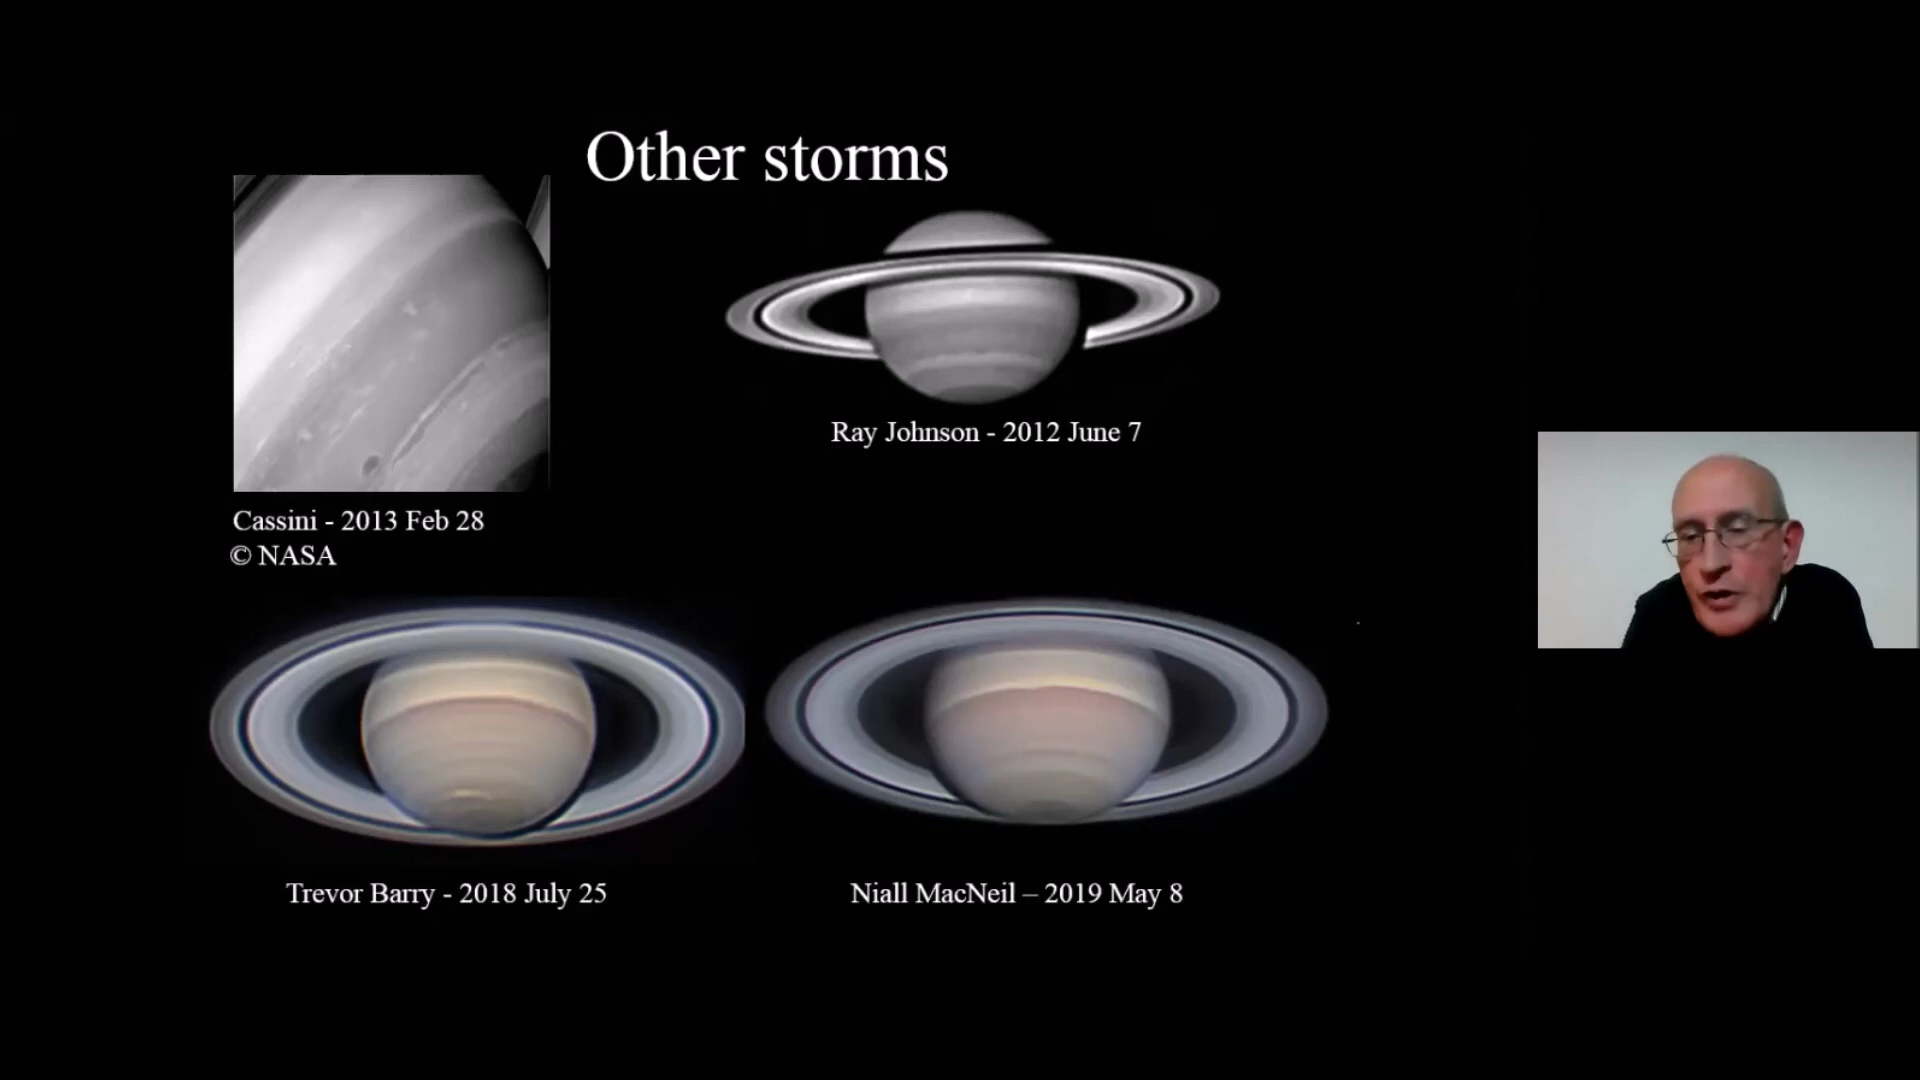 Other storms
Ray Johnson - 2012 June 7
Cassini - 2013 Feb 28
© NASA
Trevor Barry - 2018 July 25
Niall MacNeil – 2019 May 8